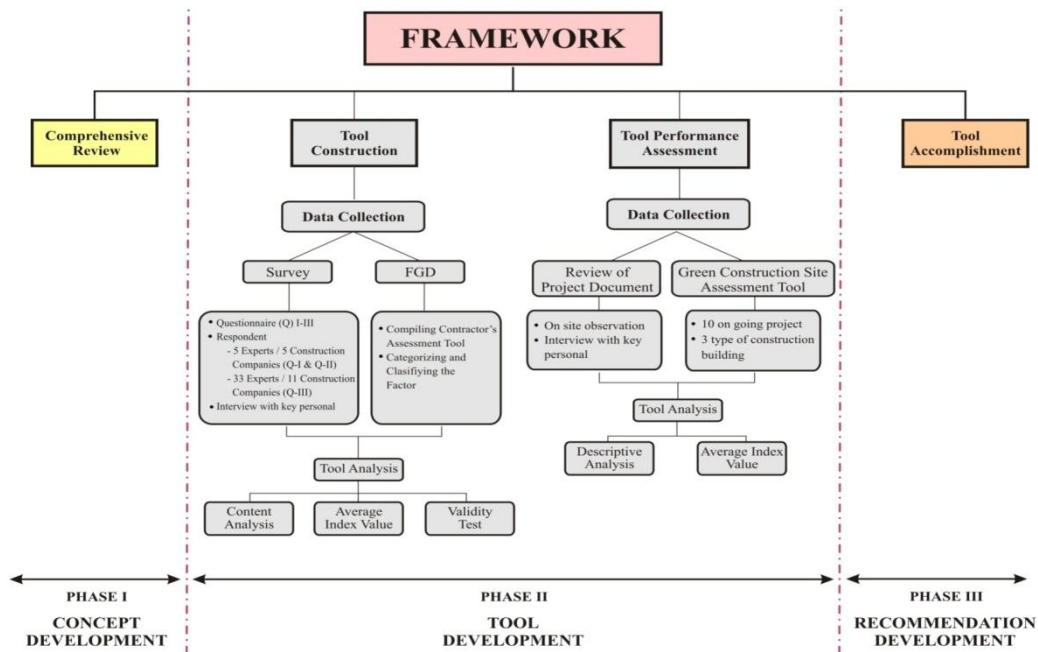 FRAMEWORK
Comprehensive
Review
Tool
Construction
Tool Performance
Assessment
Tool
Accomplishment
Data Collection
Data Collection
Survey
FGD
Review of
Project Document
Green Construction Site
Assessment Tool
• Questionnaire (Q) I-III
• Respondent
- 5 Experts / 5 Construction
Companies (Q-I & Q-II)
- 33 Experts / 11 Construction
Companies (Q-III)
• Interview with key personal
• Compiling Contractor's
Assessment Tool
• Categorizing and
Clasifiying the
Factor
• On site observation
• Interview with key
personal
• 10 on going project
• 3 type of construction
building
Tool Analysis
Descriptive
Analysis
Average Index
Value
Tool Analysis
Content
Analysis
Average
Index Value
Validity
Test
PHASE I
CONCEPT
DEVELOPMENT
PHASE II
TOOL
DEVELOPMENT
PHASE III
RECOMMENDATION
DEVELOPMENT